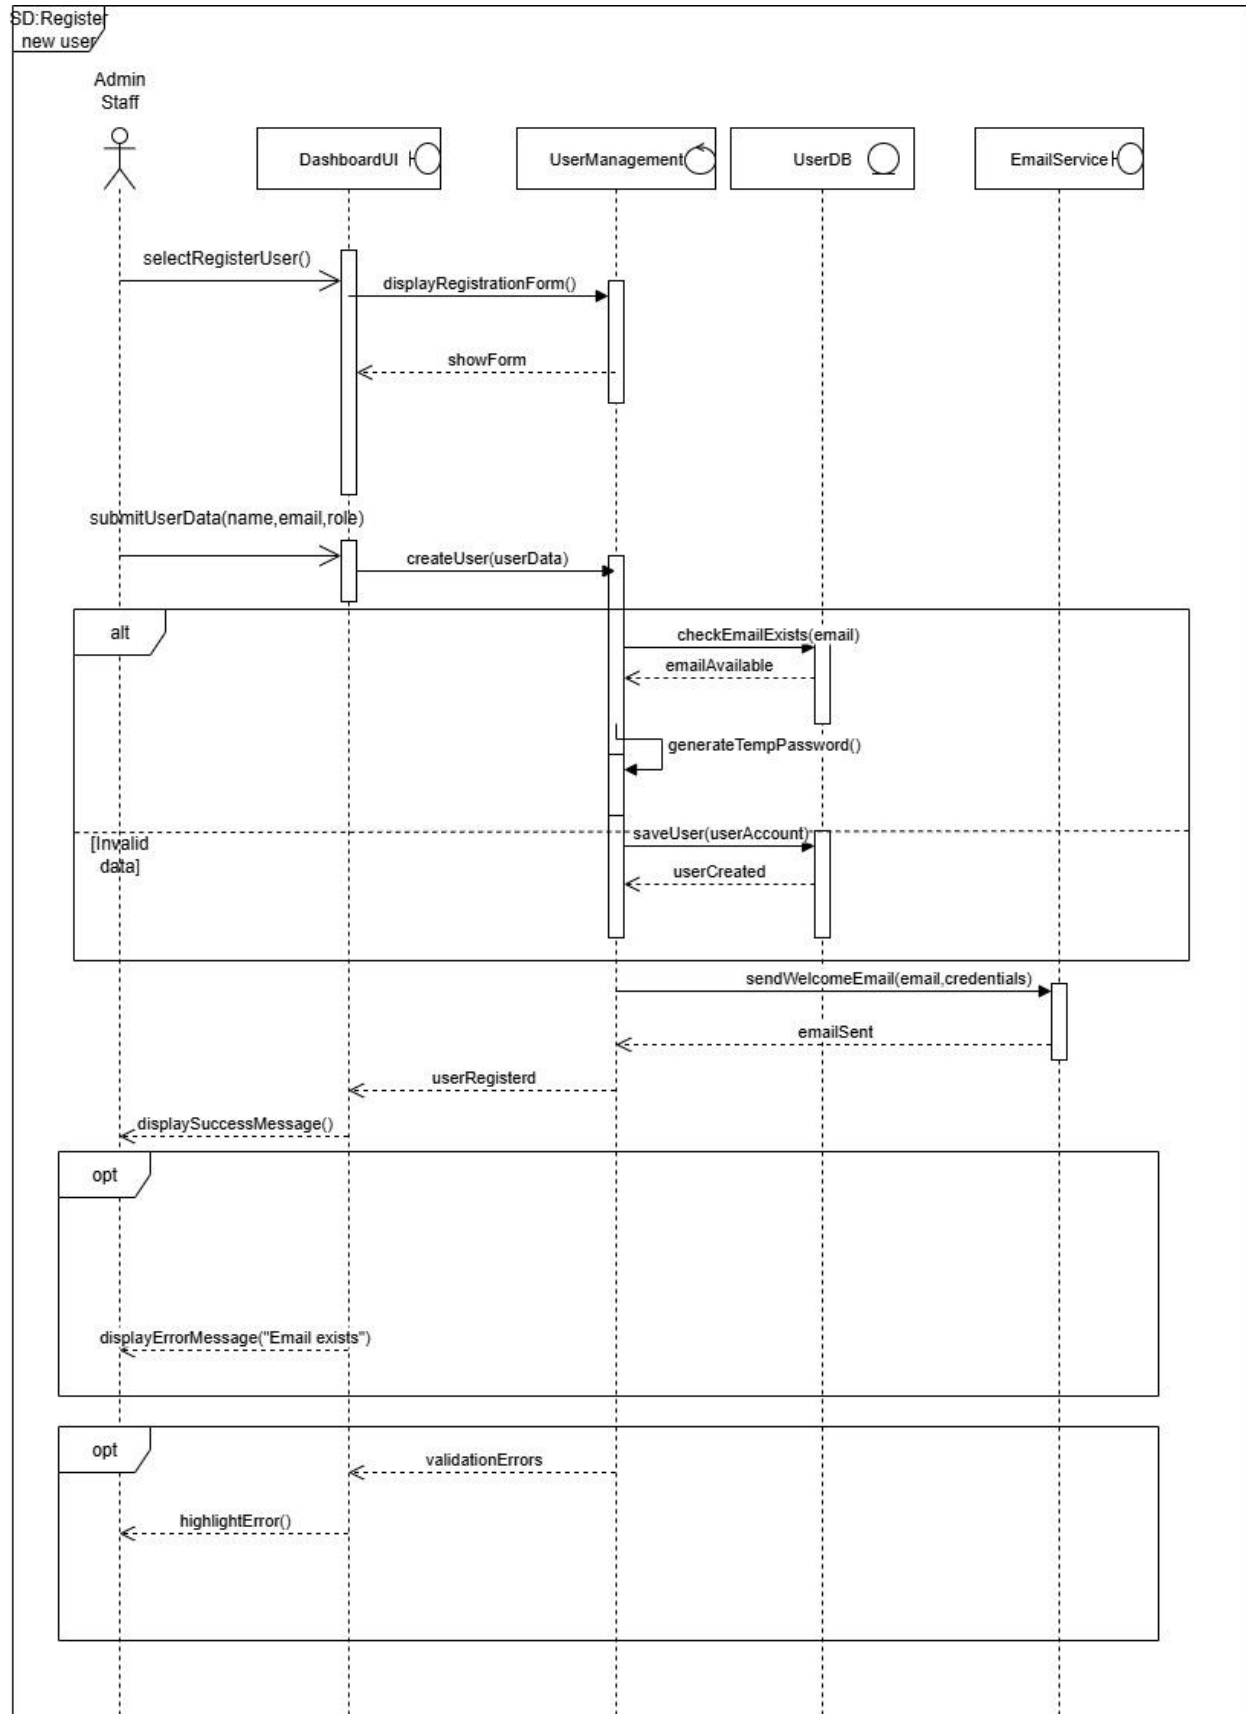 SD:Register
new user
Admin
Staff
DashboardUI
UserManagement
UserDB
EmailService
selectRegisterUser()
displayRegistrationForm()
showForm
submitUserData(name,email,role)
createUser(userData)
alt
checkEmailExists(email)
emailAvailable
generateTempPassword()
saveUser(userAccount)
[Invalid
data]
userCreated
sendWelcomeEmail(email,credentials)
emailSent
userRegisterd
displaySuccessMessage()
opt
displayErrorMessage("Email exists")
opt
validationErrors
highlightError()